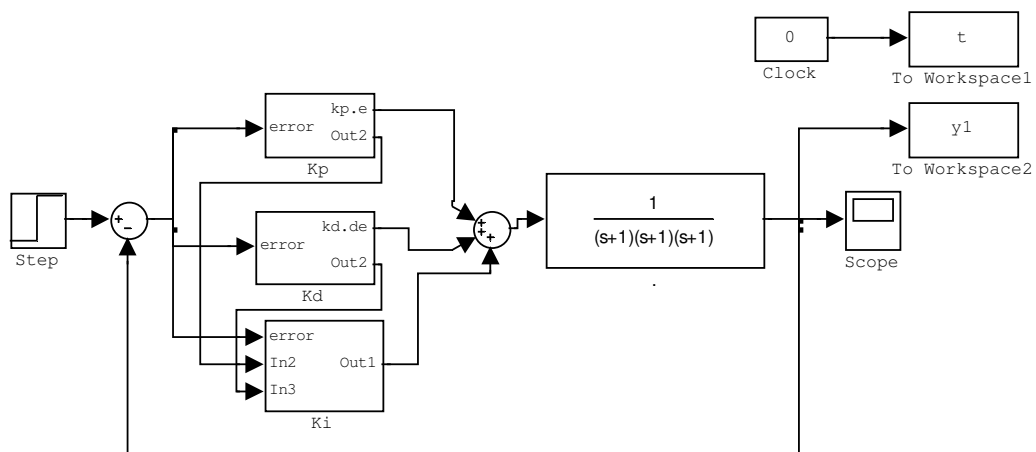 0
Clock
t
To Workspace1
y1
To Workspace2
error
kp.e
Out2
Kp
Step
+
−
error
kd.de
Out2
Kd
error
In2
In3
Out1
Ki
+
+
+
1
(s+1)(s+1)(s+1)
.
Scope